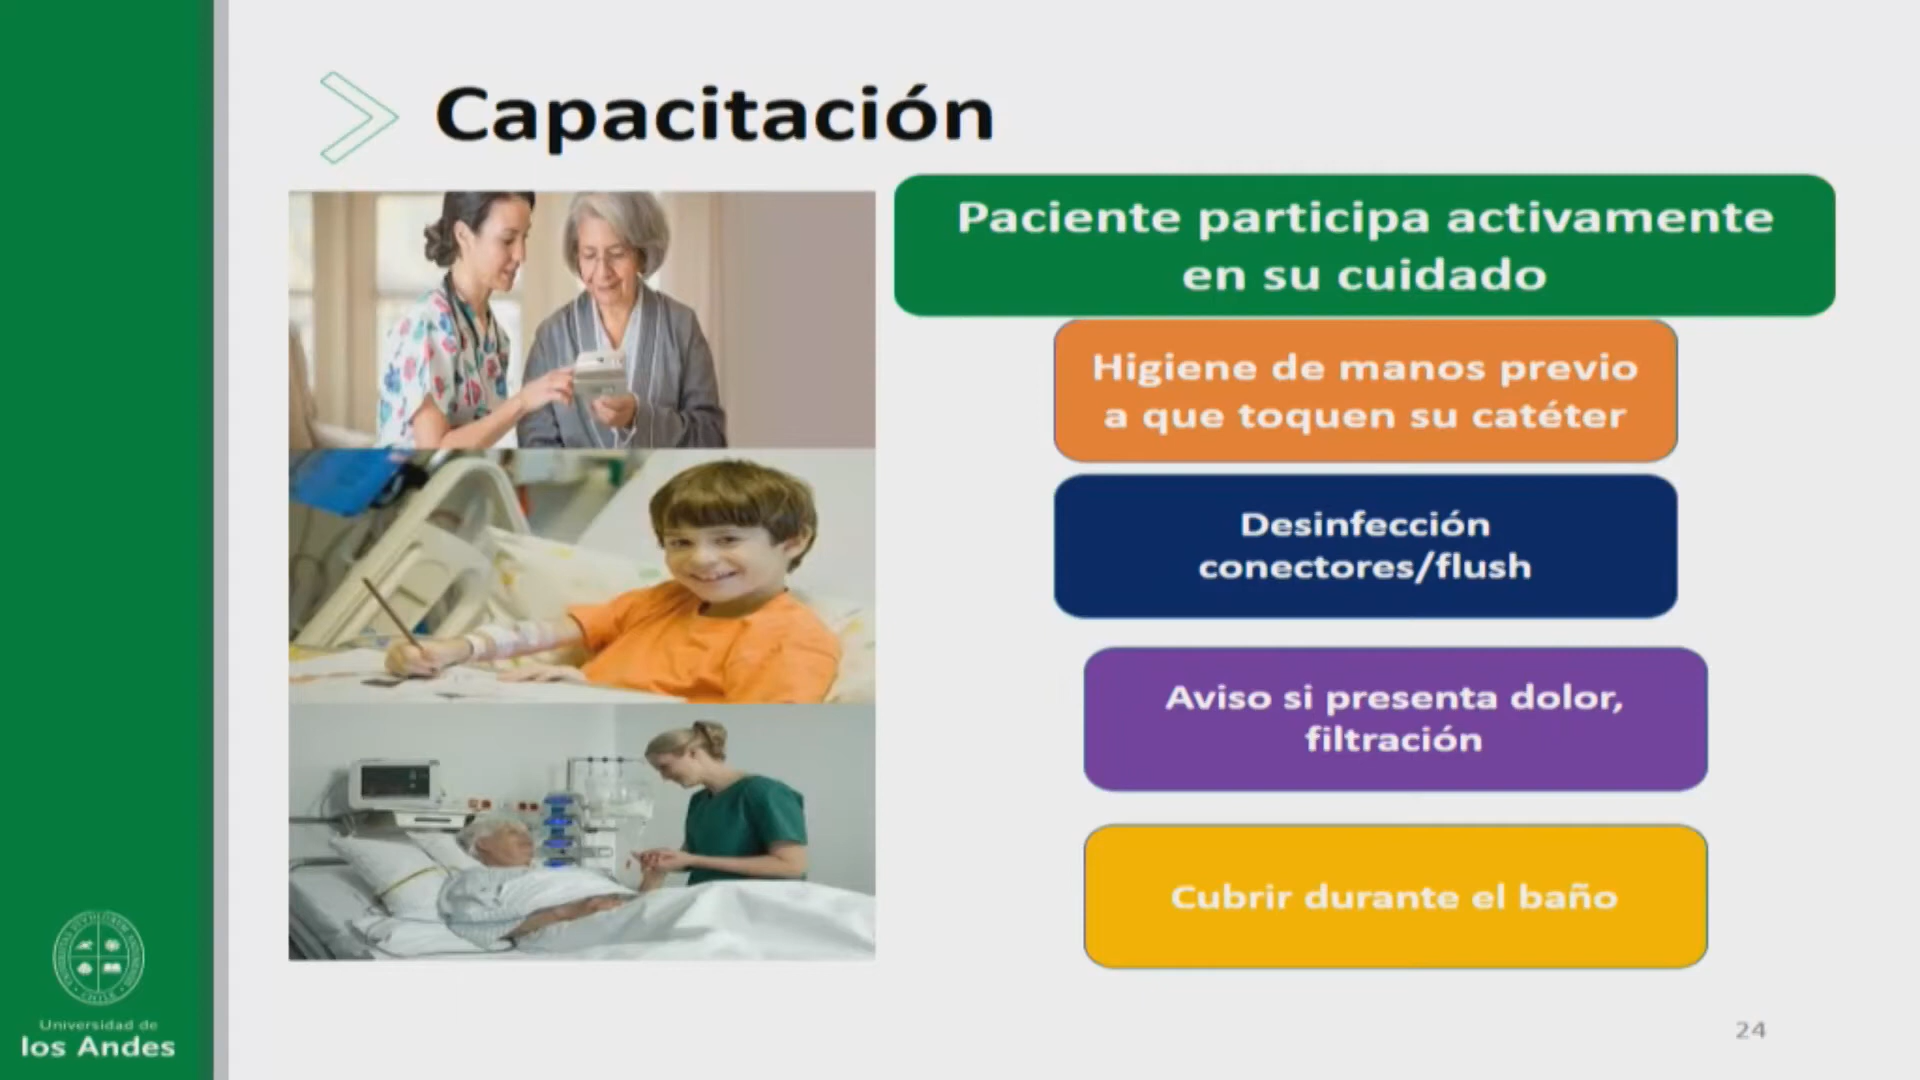 Capacitación
Paciente participa activamente
en su cuidado
Higiene de manos previo
a que toquen su catéter
Desinfección
conectores/flush
Aviso si presenta dolor,
filtración
Cubrir durante el baño
Universidad de
los Andes
24